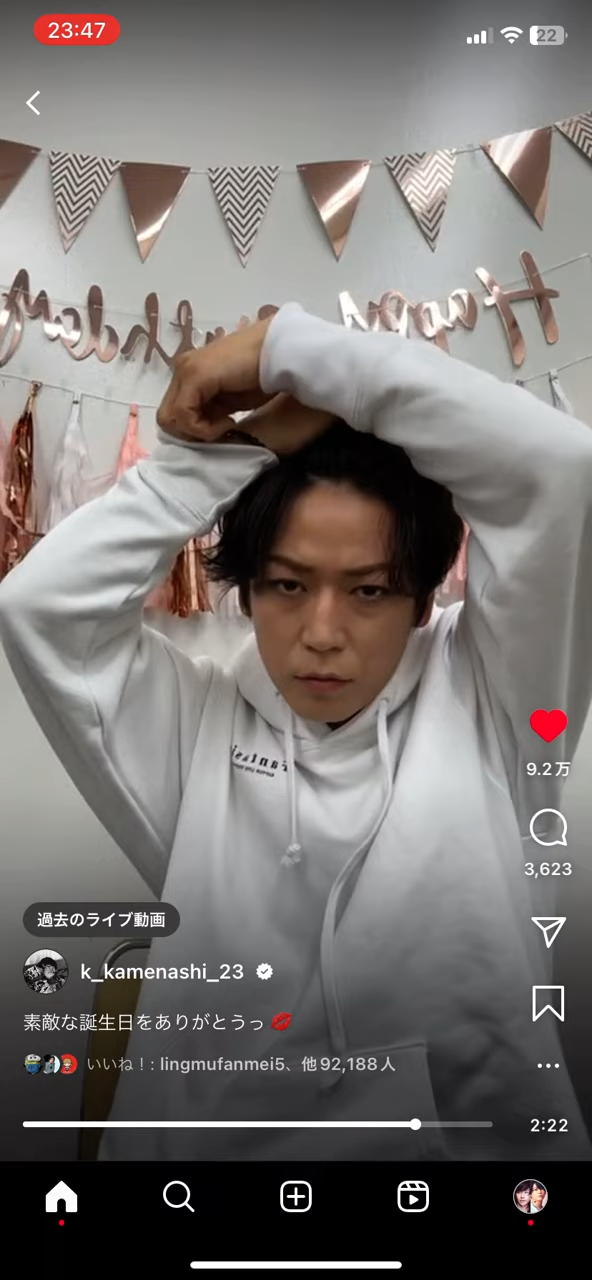 23:47
22
Happy Birthday
9.2万
3,623
過去のライブ動画
k_kamenashi_23
素敵な誕生日をありがとうっ💋
いいね！: lingmufanmei5、他92,188人
2:22